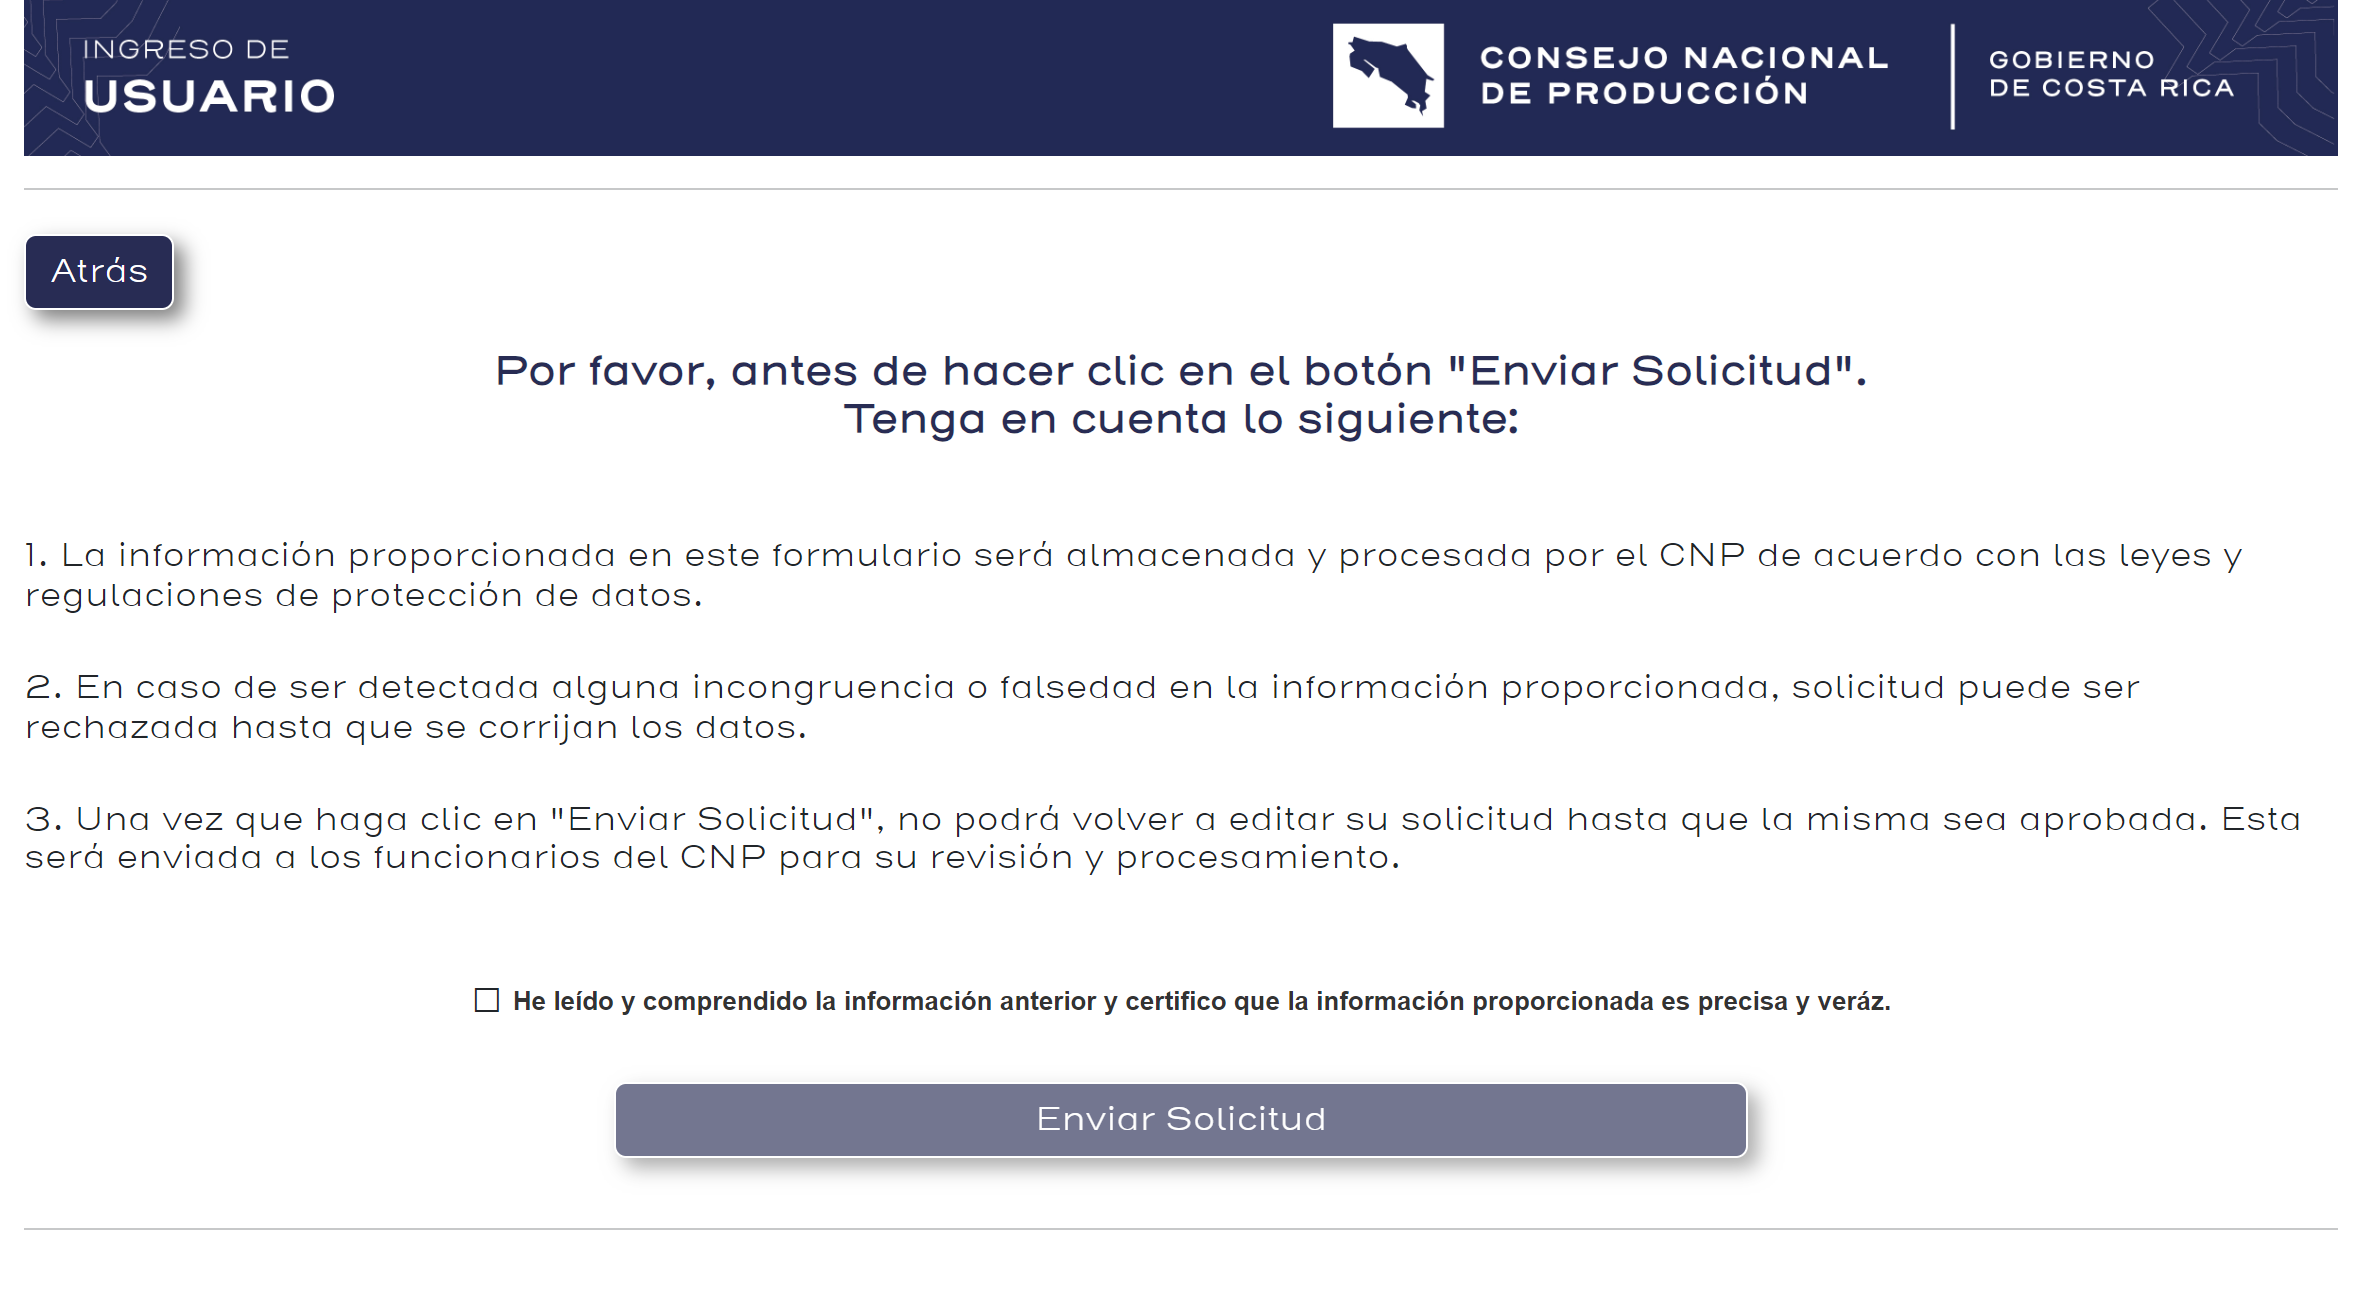 INGRESO DE
USUARIO
CONSEJO NACIONAL
DE PRODUCCIÓN
GOBIERNO
DE COSTA RICA
Atrás
Por favor, antes de hacer clic en el botón "Enviar Solicitud".
Tenga en cuenta lo siguiente:
1. La información proporcionada en este formulario será almacenada y procesada por el CNP de acuerdo con las leyes y
regulaciones de protección de datos.
2. En caso de ser detectada alguna incongruencia o falsedad en la información proporcionada, solicitud puede ser
rechazada hasta que se corrijan los datos.
3. Una vez que haga clic en "Enviar Solicitud", no podrá volver a editar su solicitud hasta que la misma sea aprobada. Esta
será enviada a los funcionarios del CNP para su revisión y procesamiento.
He leído y comprendido la información anterior y certifico que la información proporcionada es precisa y veráz.
Enviar Solicitud